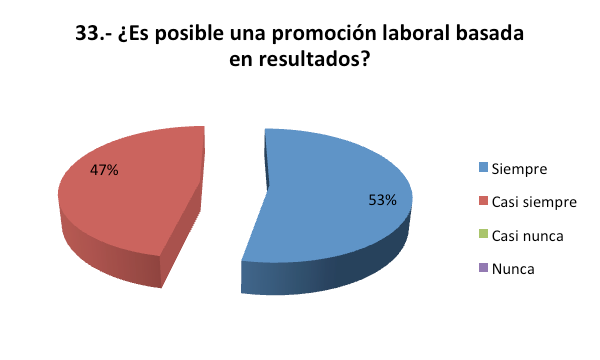 33.- ¿Es posible una promoción laboral basada
en resultados?
47%
53%
Siempre
Casi siempre
Casi nunca
Nunca